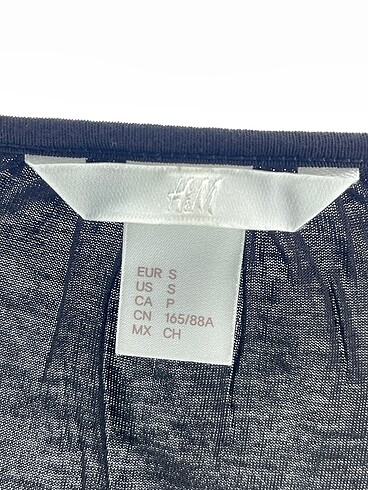 H&M
EUR S
US S
CA P
CN 165/88A
MX CH